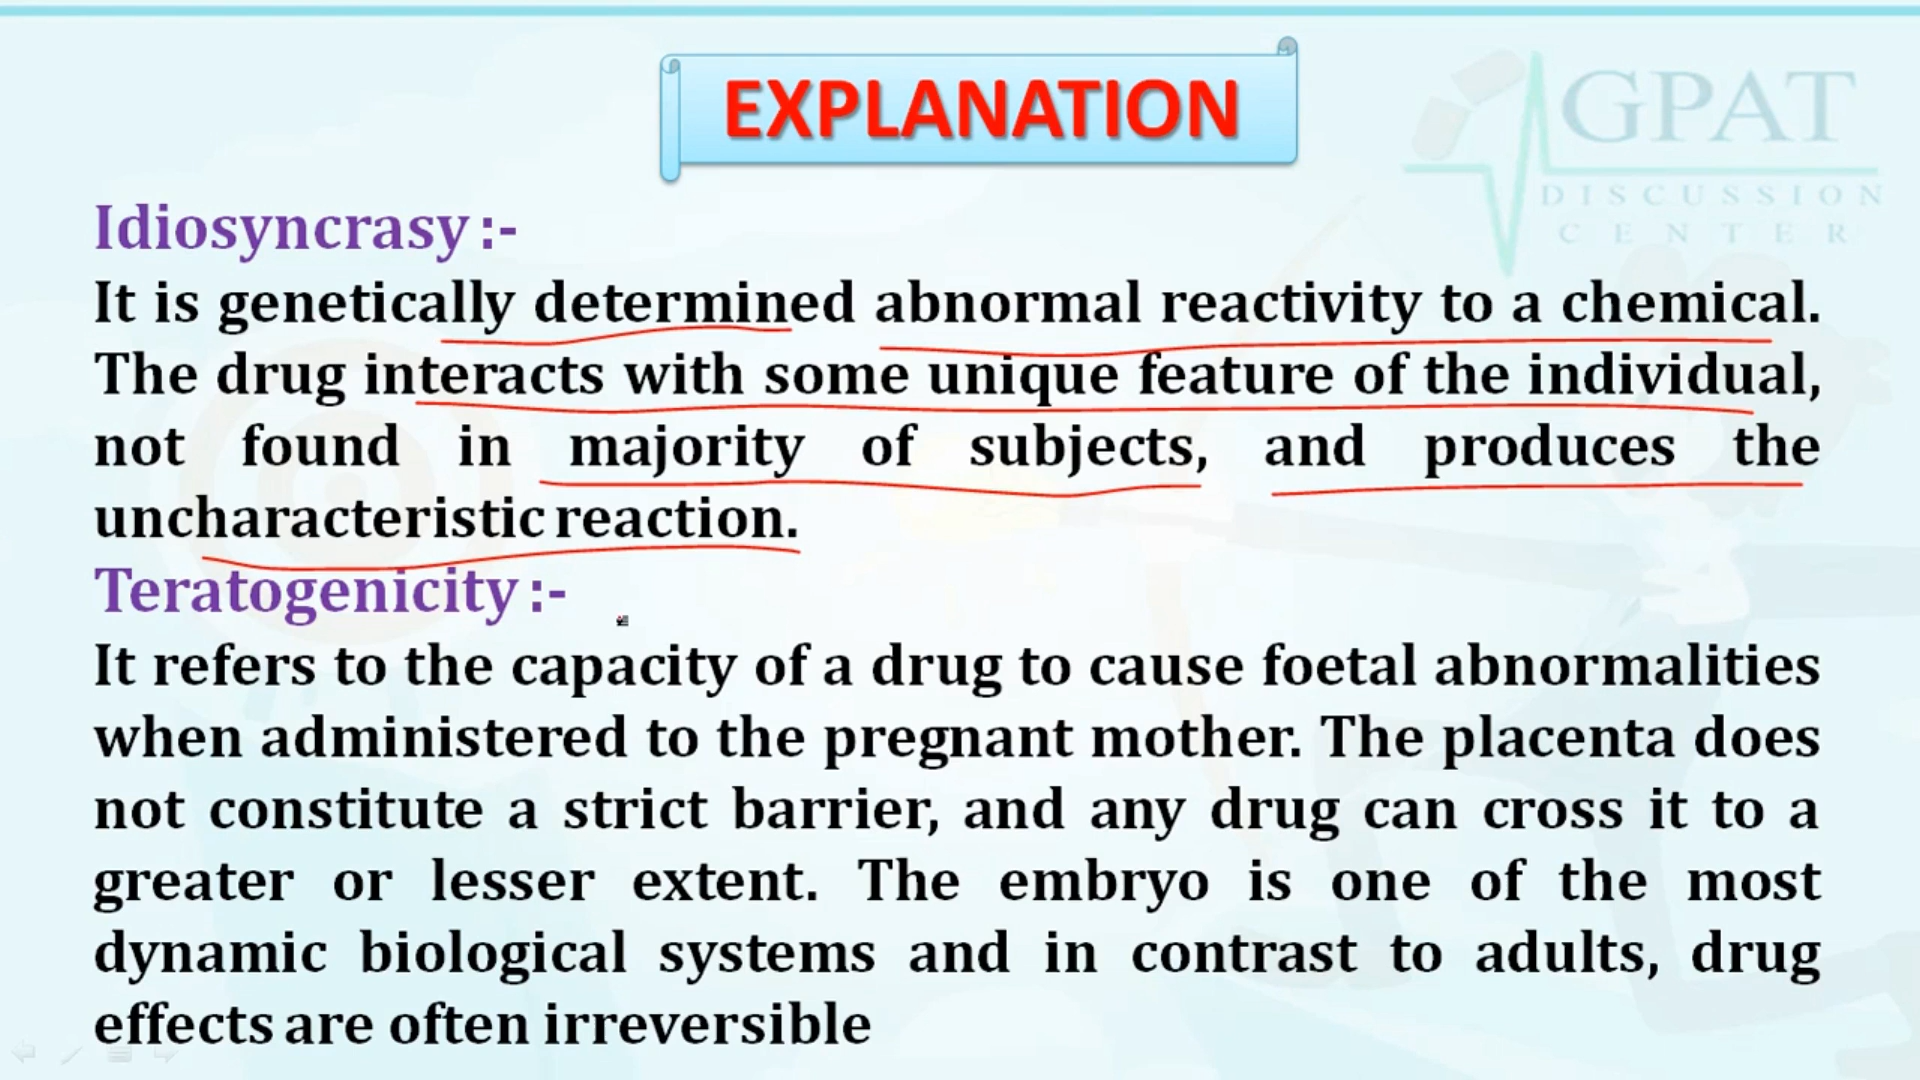 EXPLANATION
GPAT
DISCUSSION
CENTER
Idiosyncrasy :-
It is genetically determined abnormal reactivity to a chemical.
The drug interacts with some unique feature of the individual,
not found in majority of subjects, and produces the
uncharacteristic reaction.
Teratogenicity :-
It refers to the capacity of a drug to cause foetal abnormalities
when administered to the pregnant mother. The placenta does
not constitute a strict barrier, and any drug can cross it to a
greater or lesser extent. The embryo is one of the most
dynamic biological systems and in contrast to adults, drug
effects are often irreversible